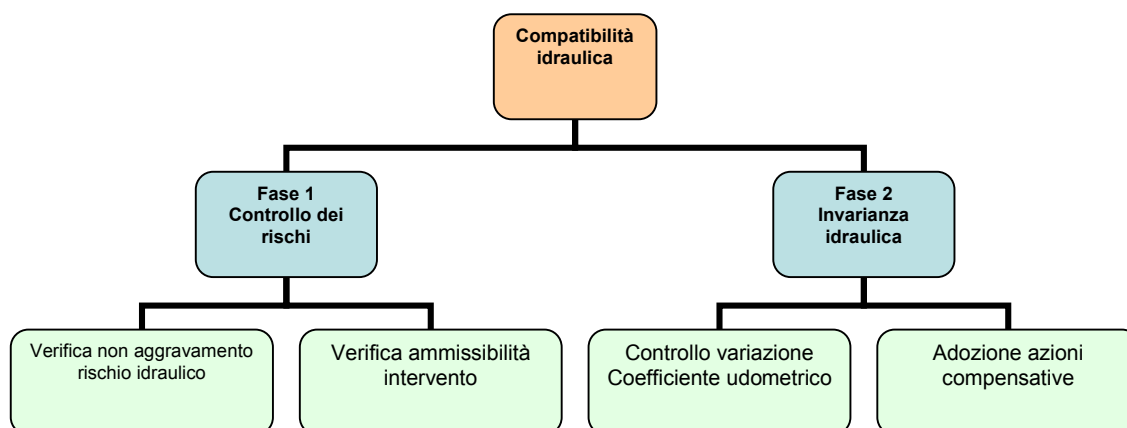 Compatibilità
idraulica
Fase 1
Controllo dei
rischi
Fase 2
Invarianza
idraulica
Verifica non aggravamento
rischio idraulico
Verifica ammissibilità
intervento
Controllo variazione
Coefficiente udometrico
Adozione azioni
compensative